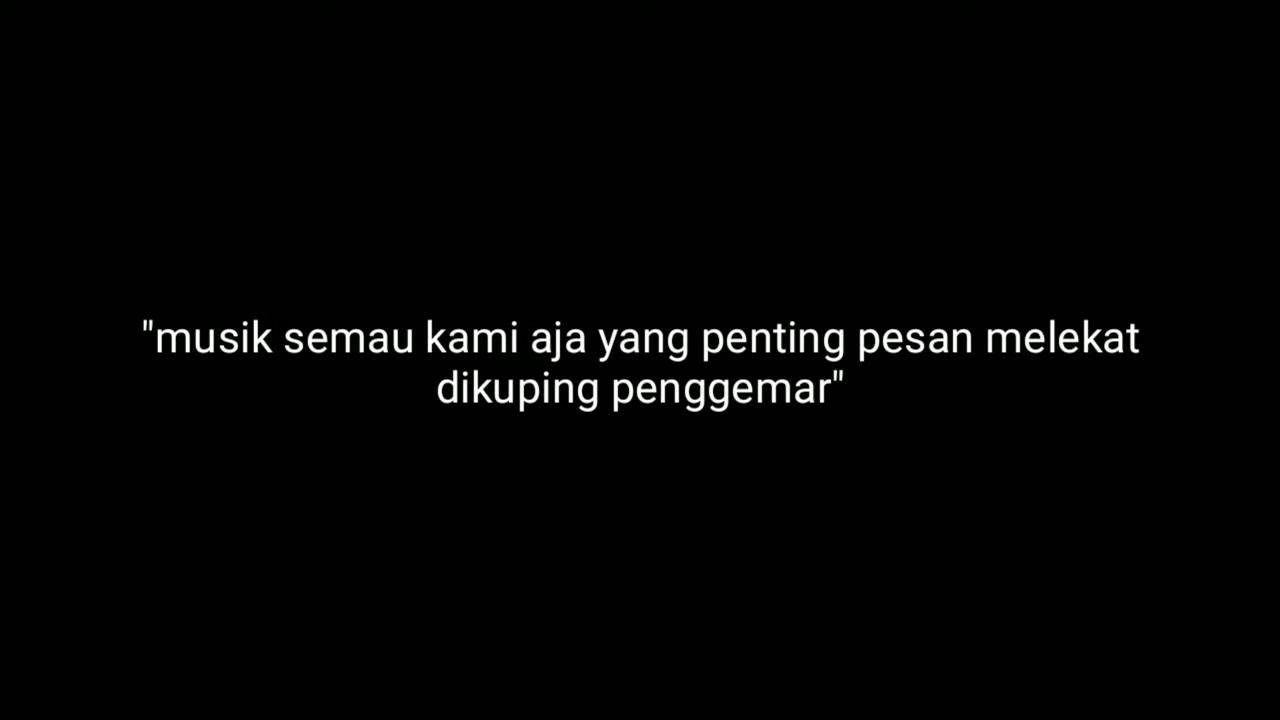 "musik semau kami aja yang penting pesan melekat
dikuping penggemar"